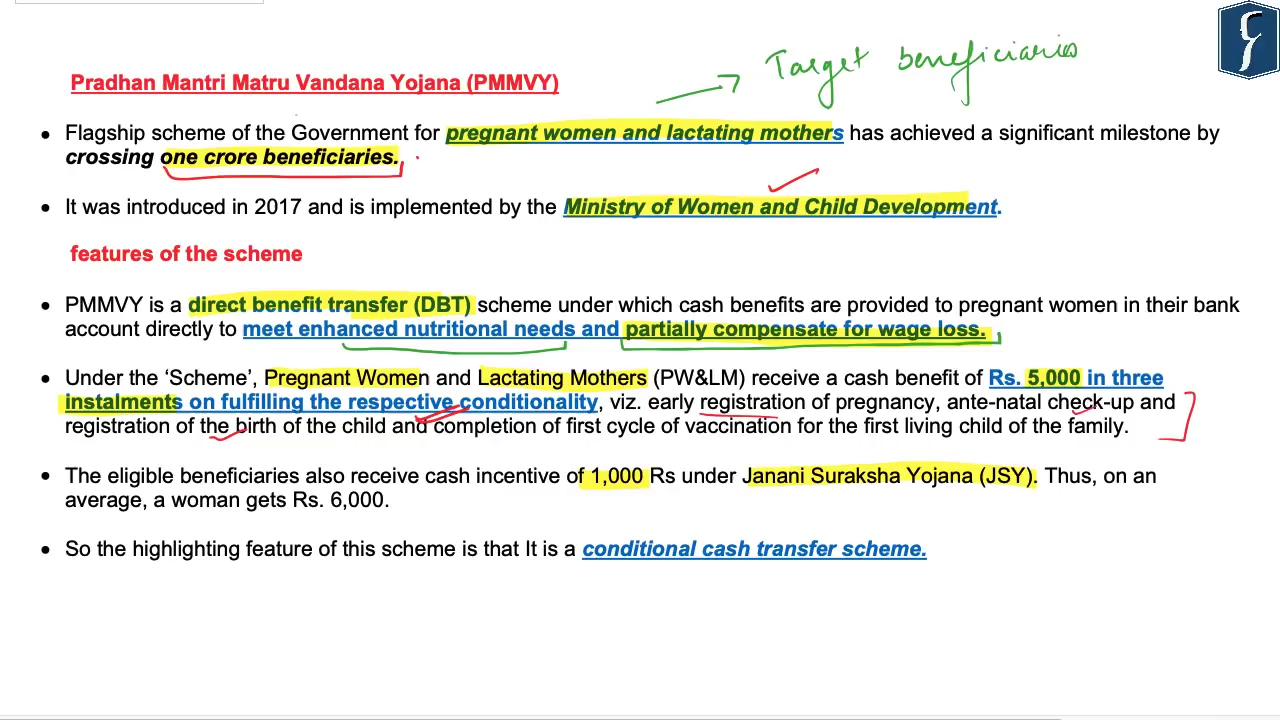 Target beneficiaries
Pradhan Mantri Matru Vandana Yojana (PMMVY)
• Flagship scheme of the Government for pregnant women and lactating mothers has achieved a significant milestone by
crossing one crore beneficiaries.
• It was introduced in 2017 and is implemented by the Ministry of Women and Child Development.
features of the scheme
• PMMVY is a direct benefit transfer (DBT) scheme under which cash benefits are provided to pregnant women in their bank
account directly to meet enhanced nutritional needs and partially compensate for wage loss.
• Under the ‘Scheme’, Pregnant Women and Lactating Mothers (PW&LM) receive a cash benefit of Rs. 5,000 in three
instalments on fulfilling the respective conditionality, viz. early registration of pregnancy, ante-natal check-up and
registration of the birth of the child and completion of first cycle of vaccination for the first living child of the family.
• The eligible beneficiaries also receive cash incentive of 1,000 Rs under Janani Suraksha Yojana (JSY). Thus, on an
average, a woman gets Rs. 6,000.
• So the highlighting feature of this scheme is that It is a conditional cash transfer scheme.